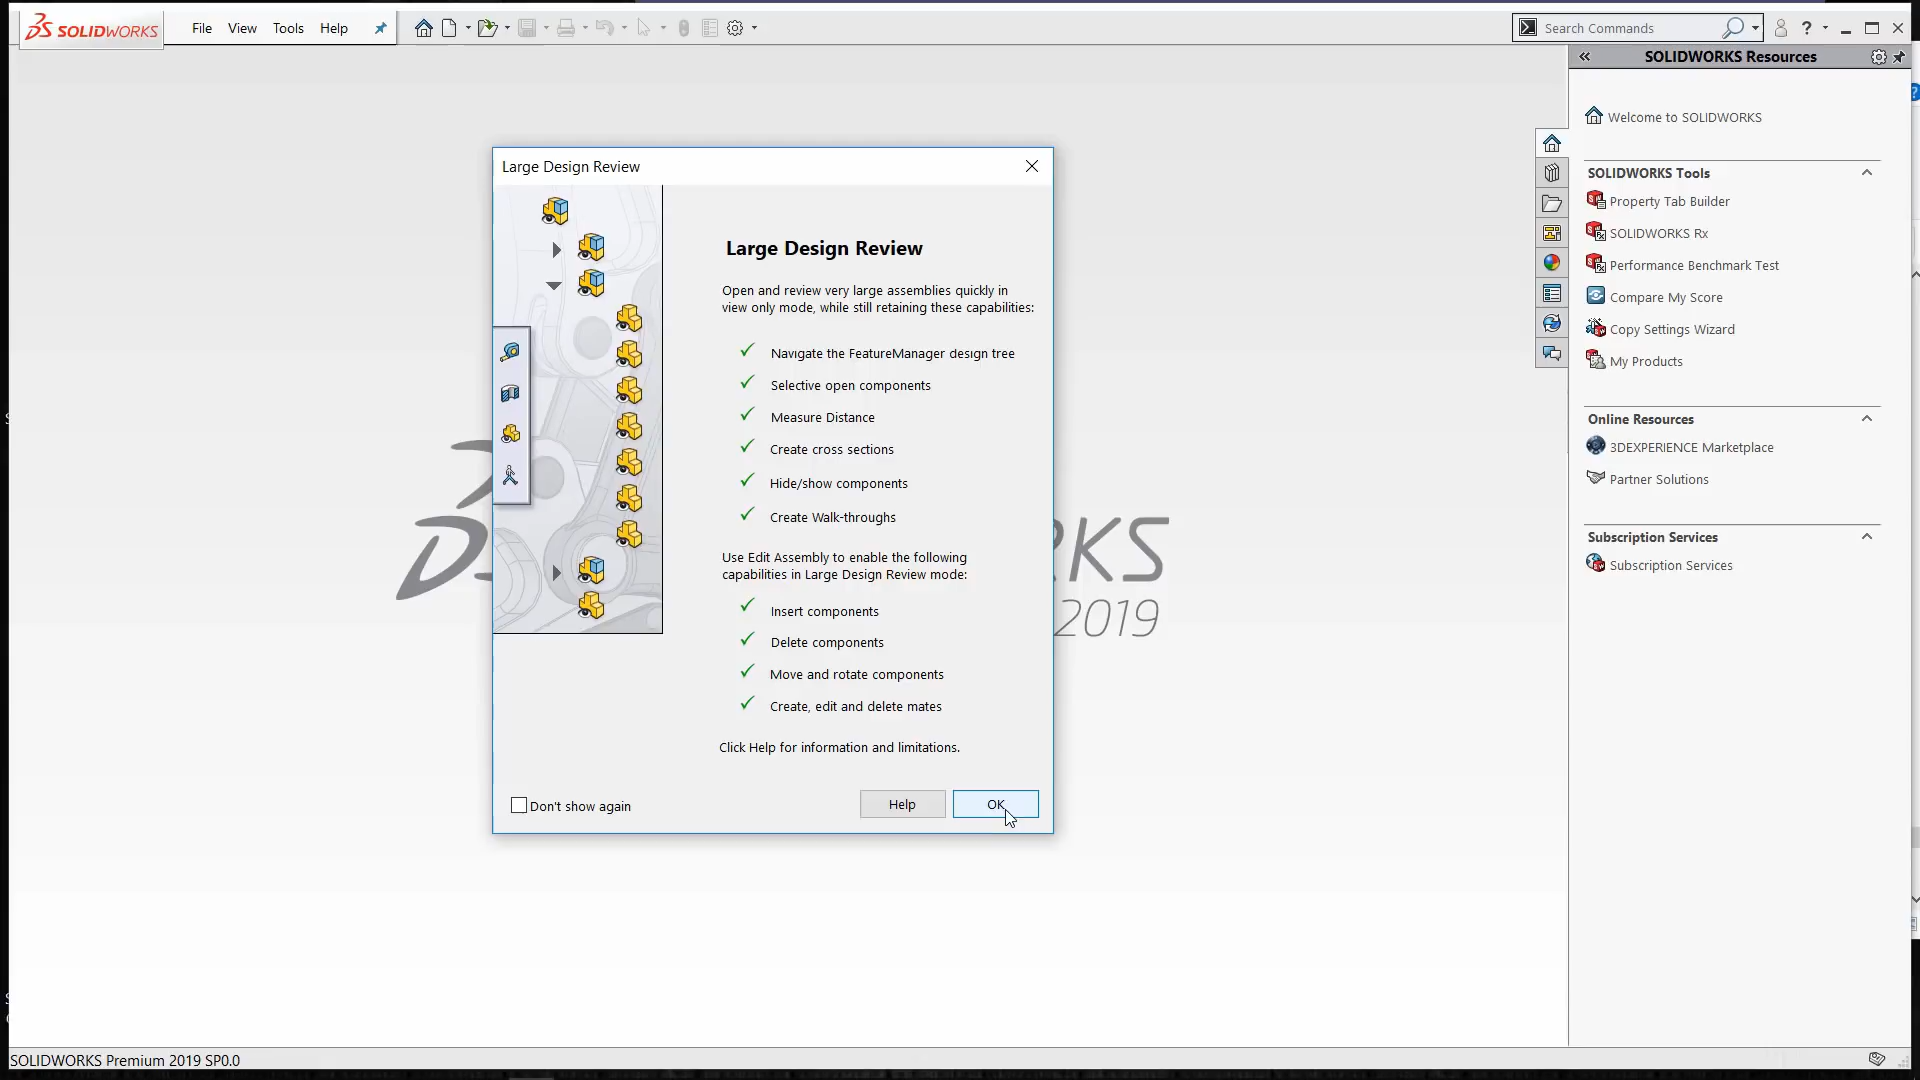 SOLIDWORKS
File View Tools Help
Search Commands
?
SOLIDWORKS Resources
Welcome to SOLIDWORKS
SOLIDWORKS Tools
Property Tab Builder
SOLIDWORKS Rx
Performance Benchmark Test
Compare My Score
Copy Settings Wizard
My Products
Online Resources
3DEXPERIENCE Marketplace
Partner Solutions
Subscription Services
Subscription Services
Large Design Review
Large Design Review
Open and review very large assemblies quickly in
view only mode, while still retaining these capabilities:
Navigate the FeatureManager design tree
Selective open components
Measure Distance
Create cross sections
Hide/show components
Create Walk-throughs
Use Edit Assembly to enable the following
capabilities in Large Design Review mode:
Insert components
Delete components
Move and rotate components
Create, edit and delete mates
Click Help for information and limitations.
Don't show again
Help
OK
RKS
2019
SOLIDWORKS Premium 2019 SP0.0